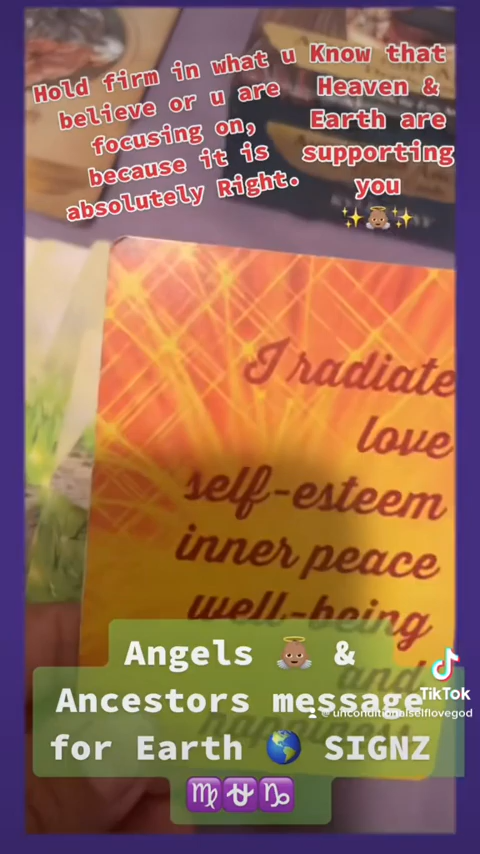 Hold firm in what u
believe or u are
focusing on,
because it is
absolutely Right.
Know that
Heaven &
Earth are
supporting
you
✨👼🏽✨
I radiate
love
self-esteem
inner peace
well-being
and
Angels 👼🏽 &
Ancestors message
for Earth 🌎 SIGNZ
♍⛎♑
TikTok
@unconditionalselflovegod